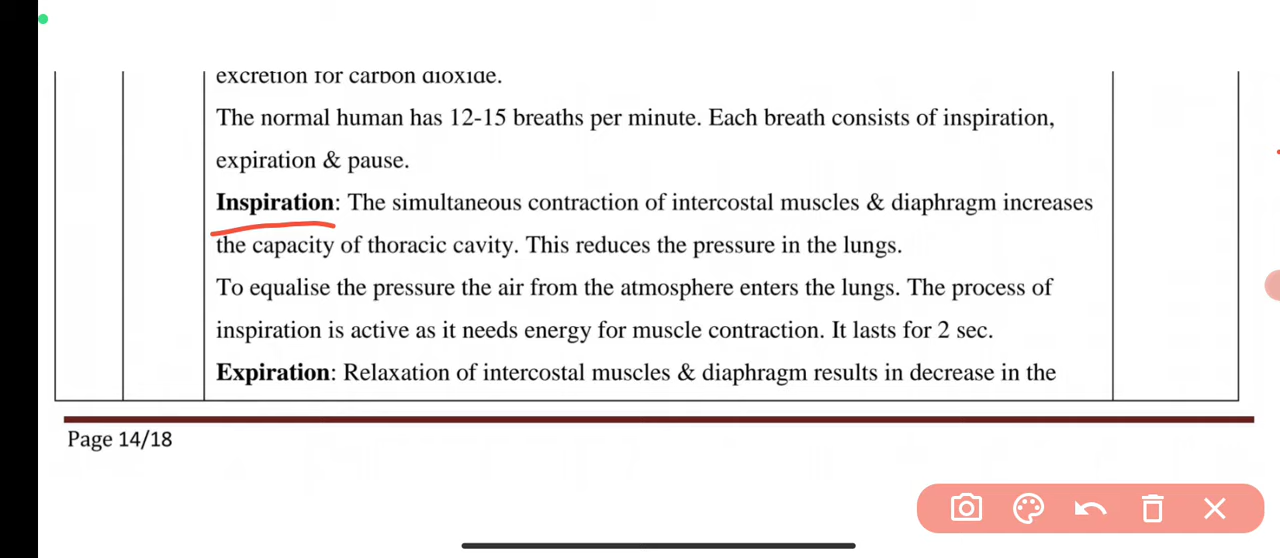 excretion for carbon dioxide.
The normal human has 12-15 breaths per minute. Each breath consists of inspiration,
expiration & pause.
Inspiration: The simultaneous contraction of intercostal muscles & diaphragm increases
the capacity of thoracic cavity. This reduces the pressure in the lungs.
To equalise the pressure the air from the atmosphere enters the lungs. The process of
inspiration is active as it needs energy for muscle contraction. It lasts for 2 sec.
Expiration: Relaxation of intercostal muscles & diaphragm results in decrease in the
Page 14/18